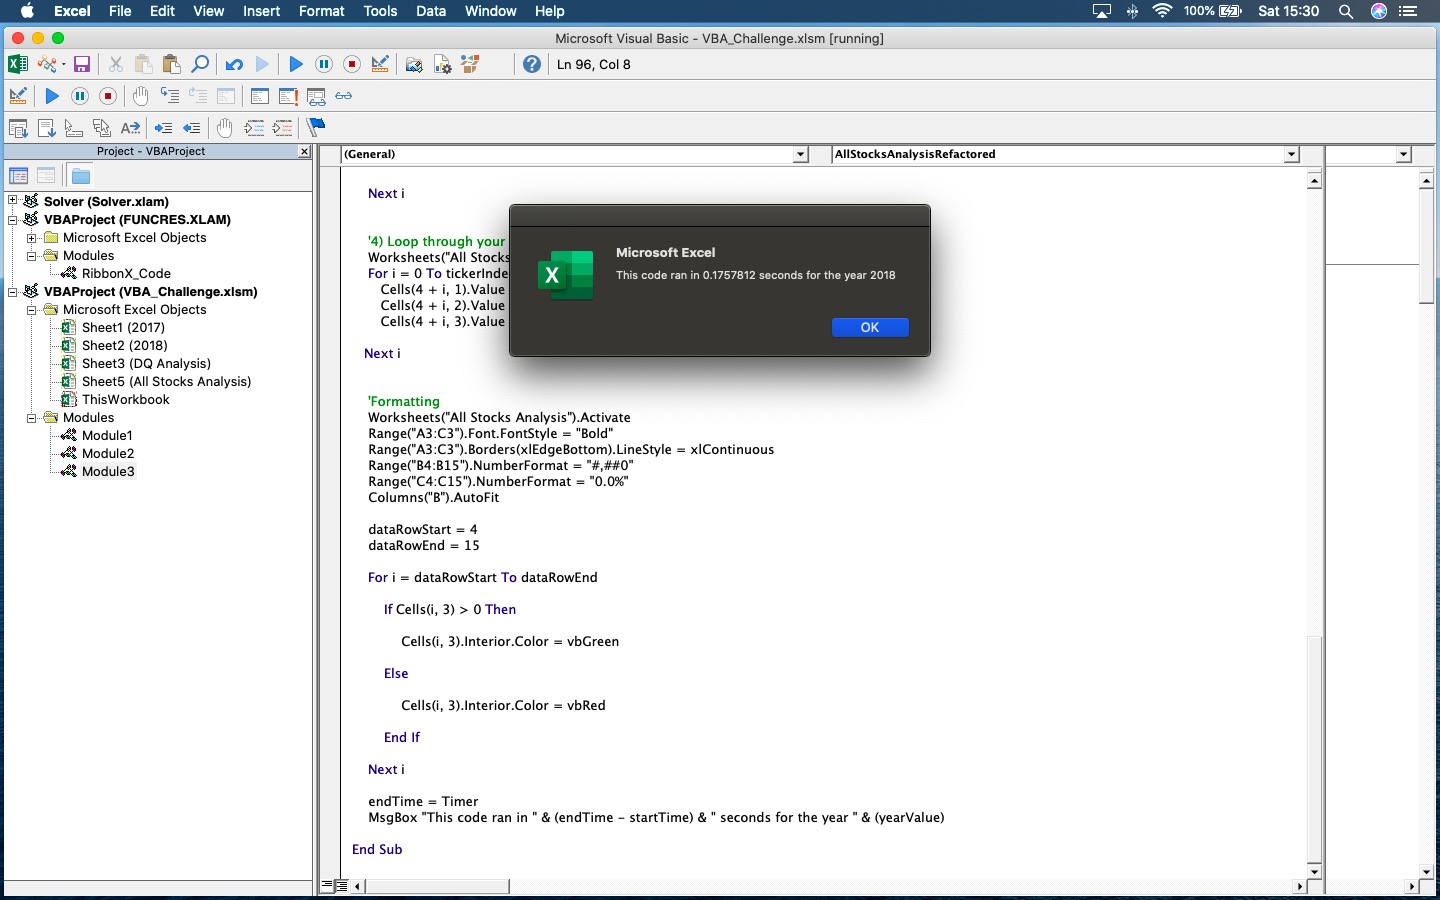 Excel File Edit View Insert Format Tools Data Window Help 100% Sat 15:30
Microsoft Visual Basic - VBA_Challenge.xlsm [running]
Ln 96, Col 8
Project - VBAProject
(General) AllStocksAnalysisRefactored
Solver (Solver.xlam)
VBAProject (FUNCRES.XLAM)
Microsoft Excel Objects
Modules
RibbonX_Code
VBAProject (VBA_Challenge.xlsm)
Microsoft Excel Objects
Sheet1 (2017)
Sheet2 (2018)
Sheet3 (DQ Analysis)
Sheet5 (All Stocks Analysis)
ThisWorkbook
Modules
Module1
Module2
Module3
Next i
'4) Loop through your
Worksheets("All Stocks
For i = 0 To tickerInde
Cells(4 + i, 1).Value
Cells(4 + i, 2).Value
Cells(4 + i, 3).Value
Next i
Microsoft Excel
This code ran in 0.1757812 seconds for the year 2018
OK
'Formatting
Worksheets("All Stocks Analysis").Activate
Range("A3:C3").Font.FontStyle = "Bold"
Range("A3:C3").Borders(xlEdgeBottom).LineStyle = xlContinuous
Range("B4:B15").NumberFormat = "#,##0"
Range("C4:C15").NumberFormat = "0.0%"
Columns("B").AutoFit
dataRowStart = 4
dataRowEnd = 15
For i = dataRowStart To dataRowEnd
If Cells(i, 3) > 0 Then
Cells(i, 3).Interior.Color = vbGreen
Else
Cells(i, 3).Interior.Color = vbRed
End If
Next i
endTime = Timer
MsgBox "This code ran in " & (endTime - startTime) & " seconds for the year " & (yearValue)
End Sub